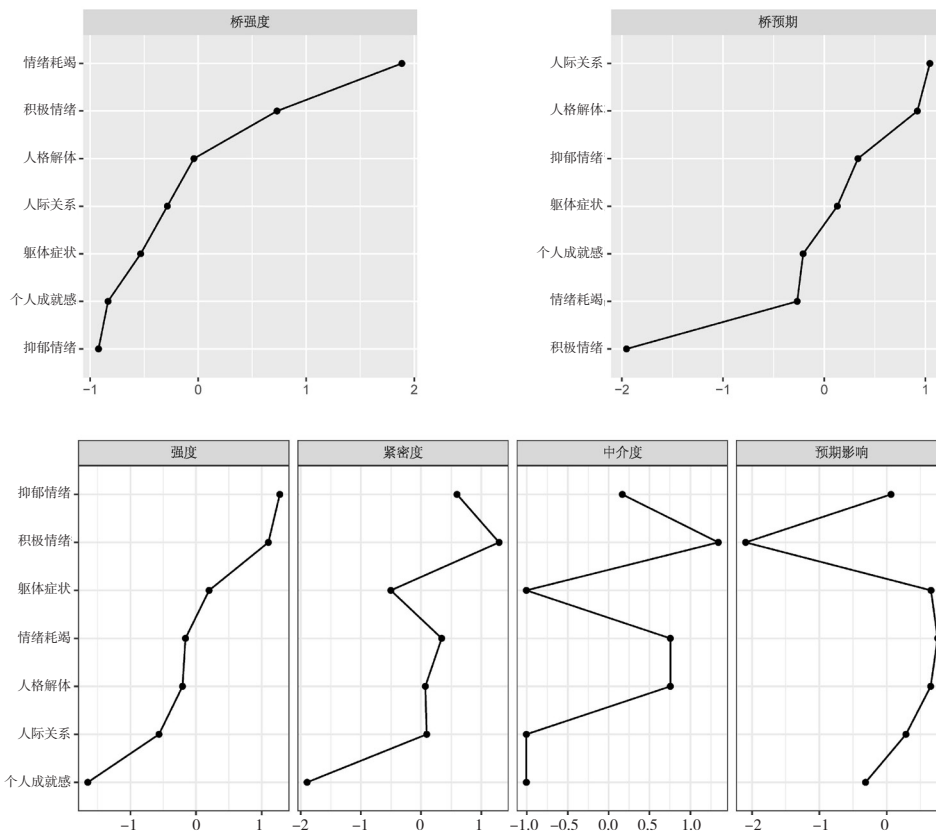 桥强度
情绪耗竭
积极情绪
人格解体
人际关系
躯体症状
个人成就感
抑郁情绪
−1 0 1 2
桥预期
人际关系
人格解体
抑郁情绪
躯体症状
个人成就感
情绪耗竭
积极情绪
−2 −1 0 1
强度 紧密度 中介度 预期影响
抑郁情绪
积极情绪
躯体症状
情绪耗竭
人格解体
人际关系
个人成就感
−1 0 1 −2 −1 0 1 −1.0 −0.5 0.0 0.5 1.0 −2 −1 0